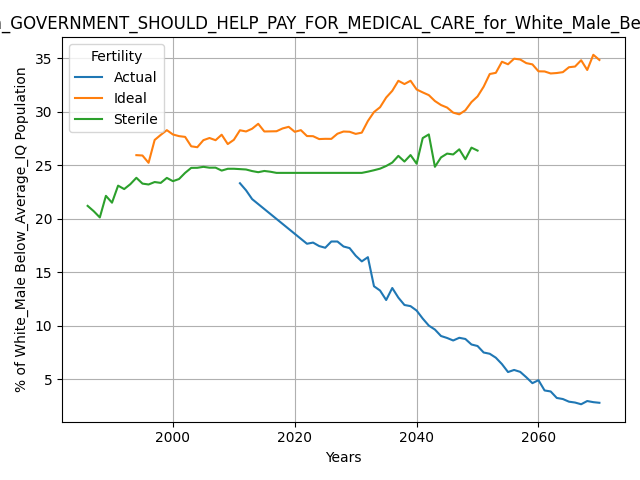 _GOVERNMENT_SHOULD_HELP_PAY_FOR_MEDICAL_CARE_for_White_Male_Be
Fertility
Actual
Ideal
Sterile
% of White_Male Below_Average_IQ Population
35
30
25
20
15
10
5
2000 2020 2040 2060
Years